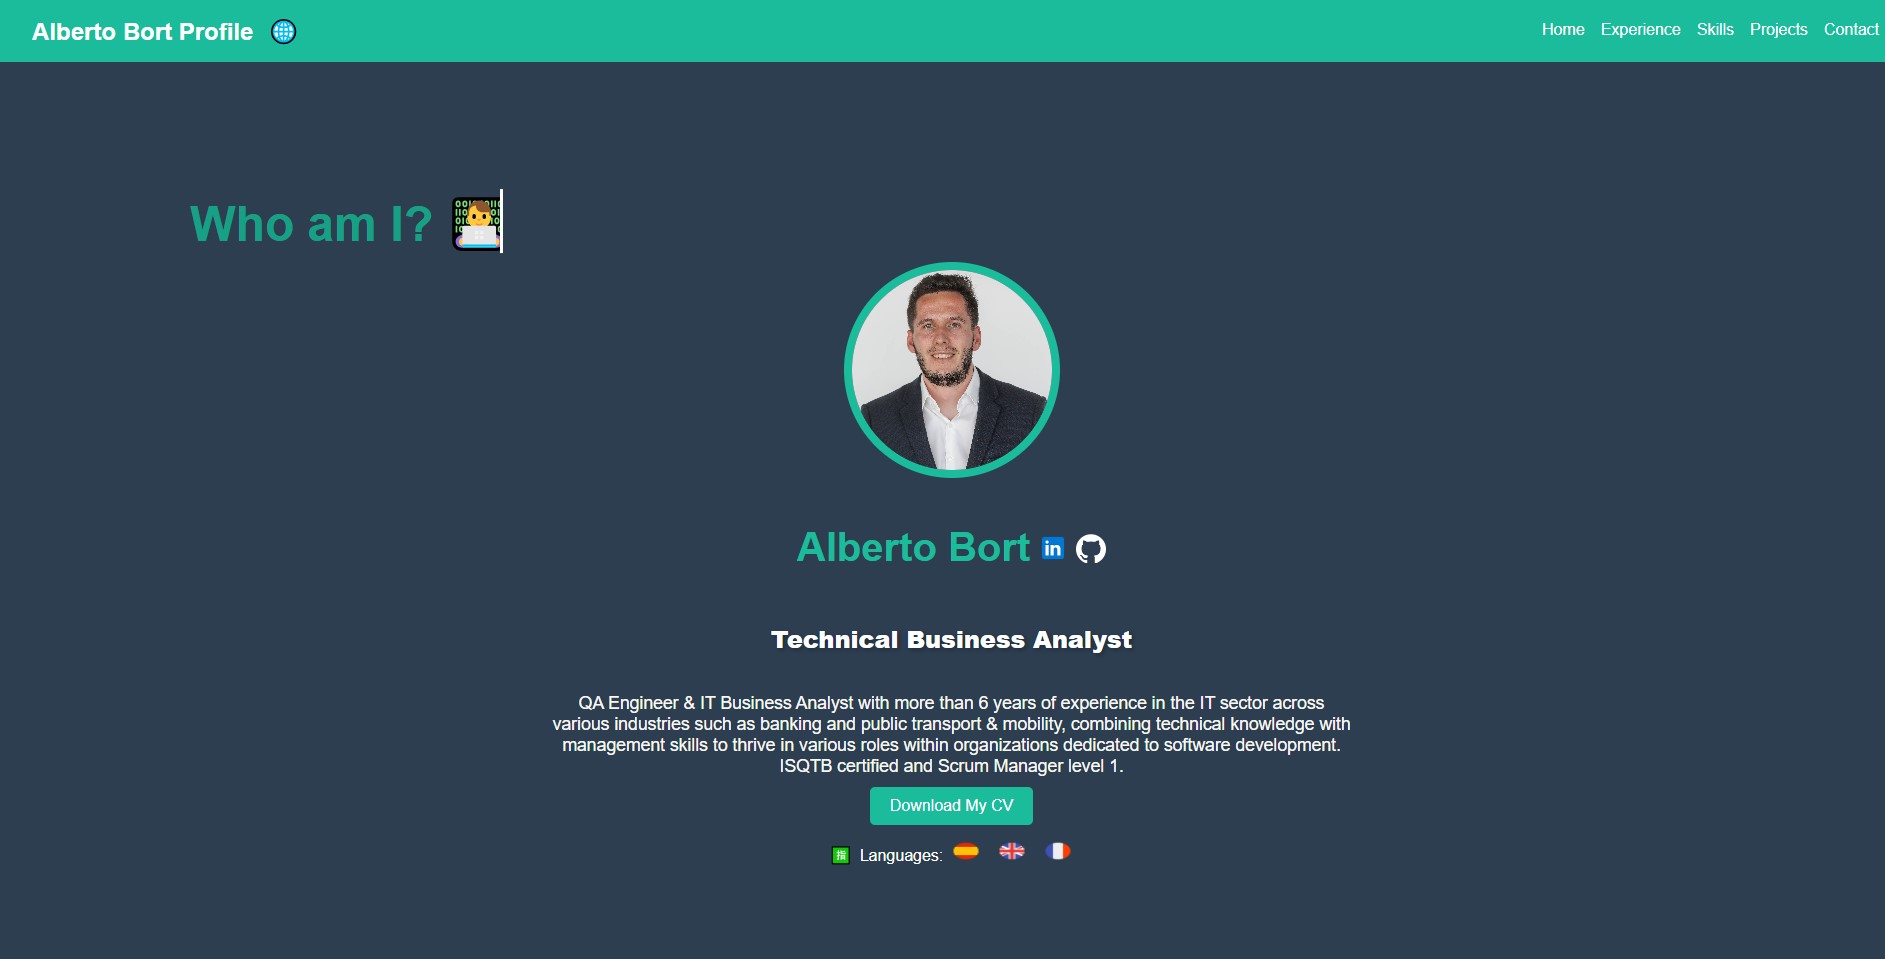 Alberto Bort Profile
Home Experience Skills Projects Contact
Who am I?
Alberto Bort in
Technical Business Analyst
QA Engineer & IT Business Analyst with more than 6 years of experience in the IT sector across
various industries such as banking and public transport & mobility, combining technical knowledge with
management skills to thrive in various roles within organizations dedicated to software development.
ISQTB certified and Scrum Manager level 1.
Download My CV
指 Languages: